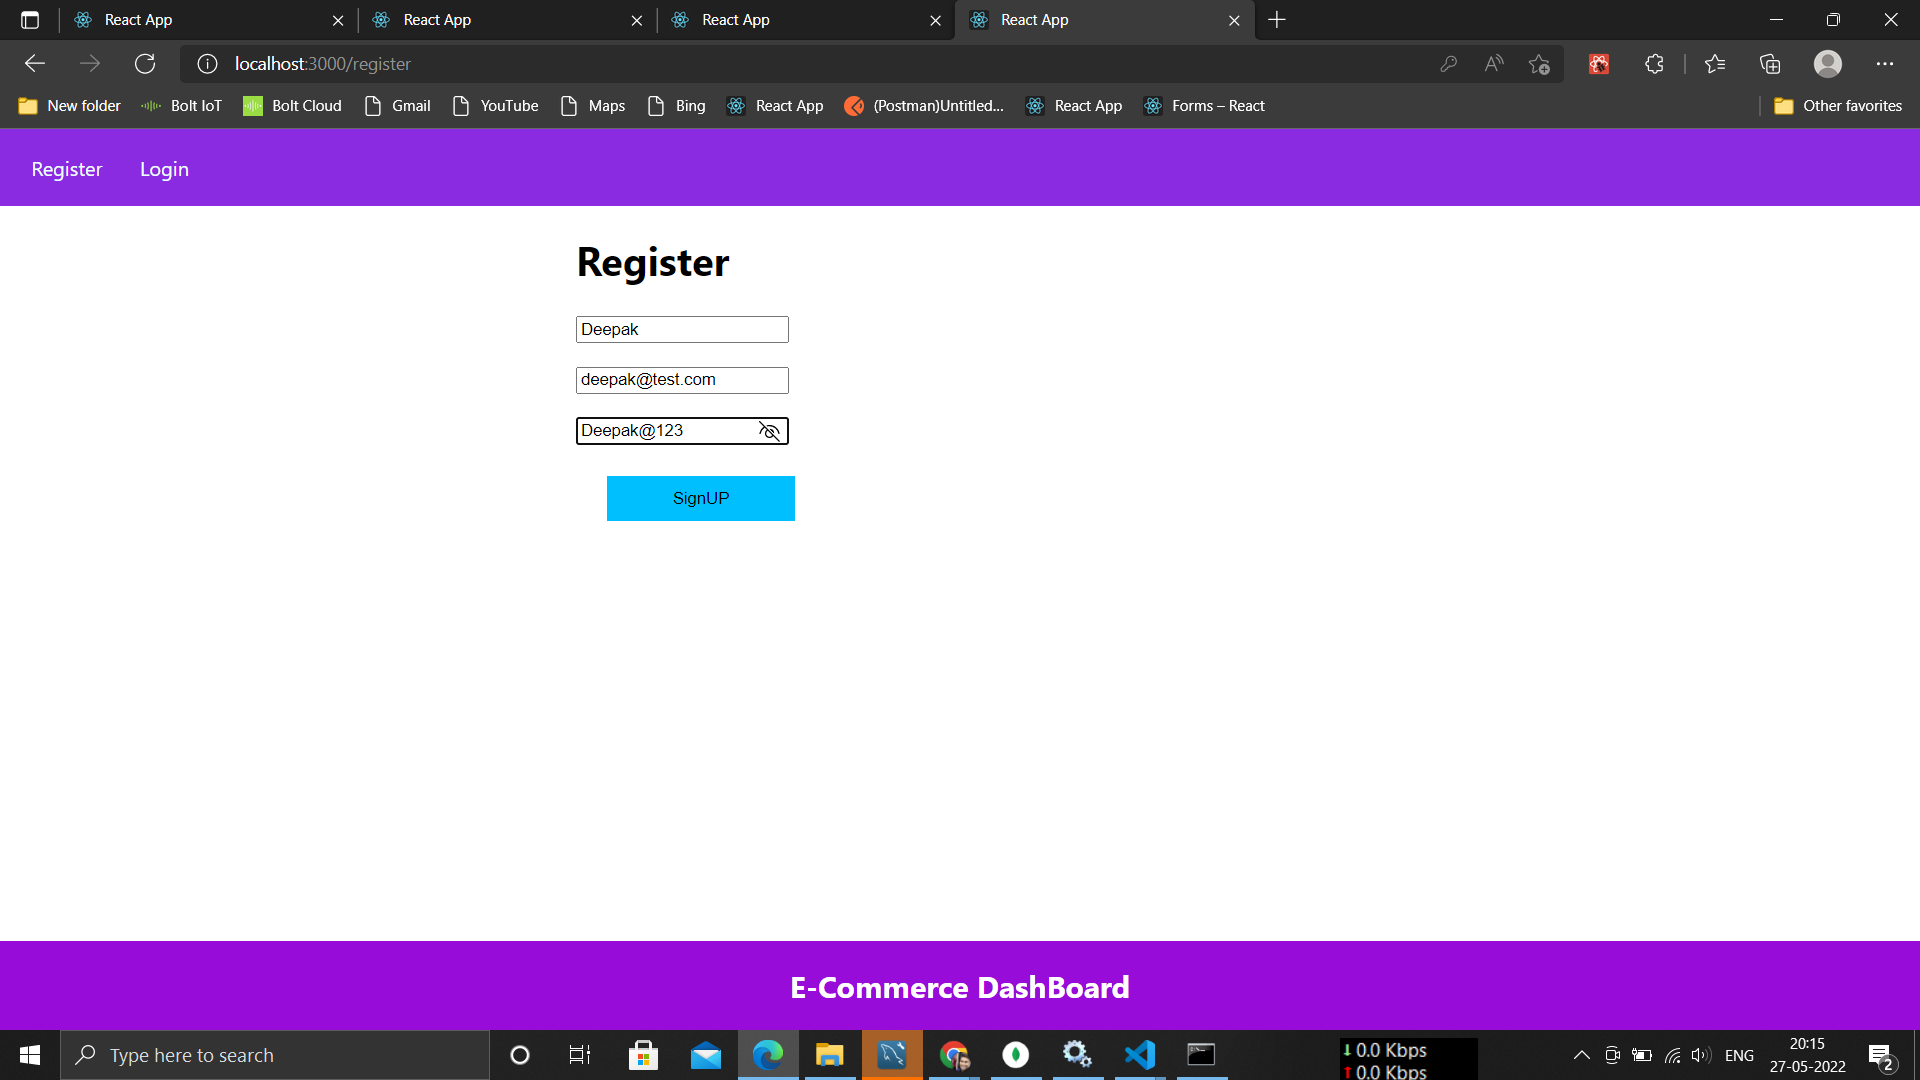 React App React App React App React App
localhost:3000/register
New folder Bolt IoT Bolt Cloud Gmail YouTube Maps Bing React App (Postman)Untitled... React App Forms – React Other favorites
Register Login
Register
Deepak
deepak@test.com
Deepak@123
SignUP
E-Commerce DashBoard
Type here to search
0.0 Kbps
0.0 Kbps
ENG
20:15
27-05-2022
2